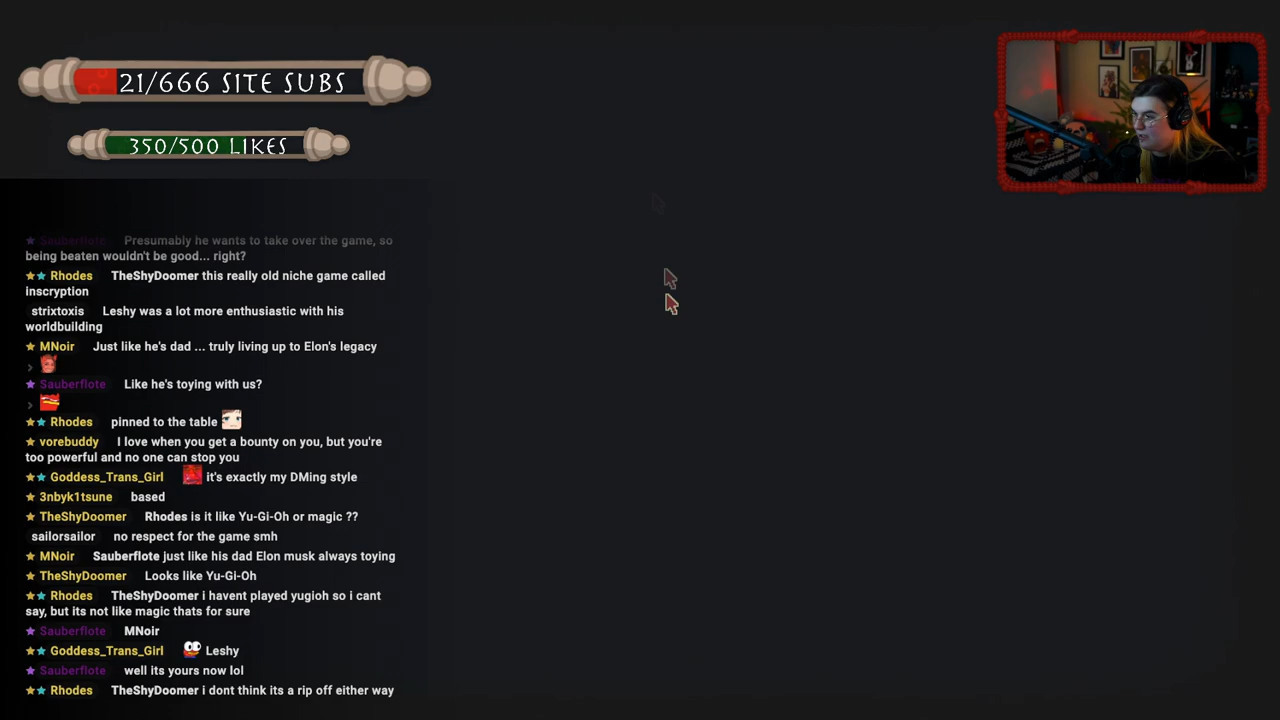 21/666 SITE SUBS
350/500 LIKES
Sauberflote Presumably he wants to take over the game, so
being beaten wouldn't be good... right?
Rhodes TheShyDoomer this really old niche game called
inscryption
strixtoxis Leshy was a lot more enthusiastic with his
worldbuilding
MNoir Just like he's dad ... truly living up to Elon's legacy
Sauberflote Like he's toying with us?
Rhodes pinned to the table
vorebuddy I love when you get a bounty on you, but you're
too powerful and no one can stop you
Goddess_Trans_Girl it's exactly my DMing style
3nbyk1tsune based
TheShyDoomer Rhodes is it like Yu-Gi-Oh or magic ??
sailorsailor no respect for the game smh
MNoir Sauberflote just like his dad Elon musk always toying
TheShyDoomer Looks like Yu-Gi-Oh
Rhodes TheShyDoomer i havent played yugioh so i cant
say, but its not like magic thats for sure
Sauberflote MNoir
Goddess_Trans_Girl Leshy
Sauberflote well its yours now lol
Rhodes TheShyDoomer i dont think its a rip off either way